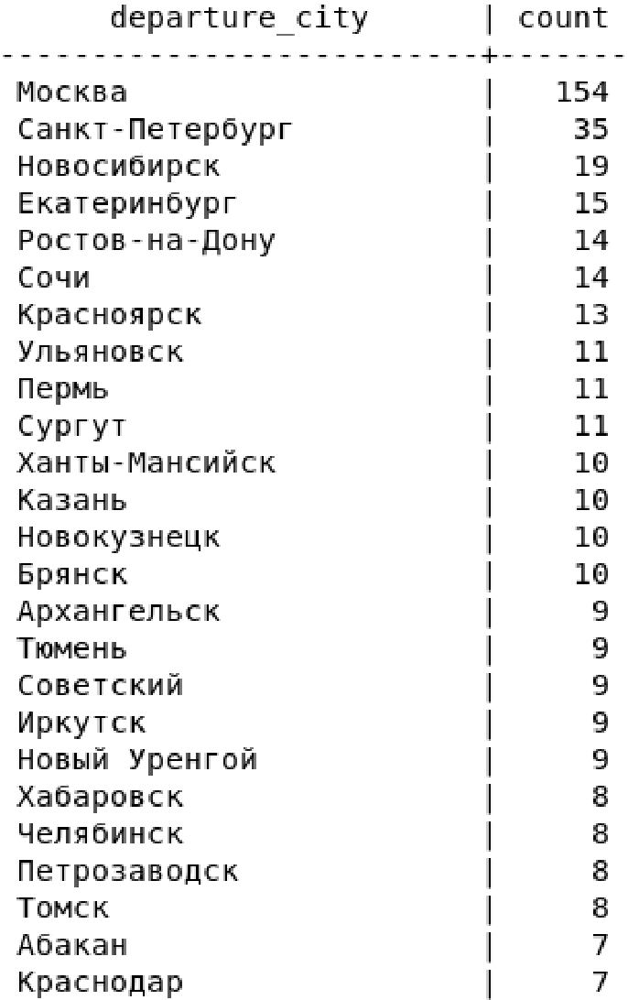 departure_city | count
--------------------------+-------
Москва | 154
Санкт-Петербург | 35
Новосибирск | 19
Екатеринбург | 15
Ростов-на-Дону | 14
Сочи | 14
Красноярск | 13
Ульяновск | 11
Пермь | 11
Сургут | 11
Ханты-Мансийск | 10
Казань | 10
Новокузнецк | 10
Брянск | 10
Архангельск | 9
Тюмень | 9
Советский | 9
Иркутск | 9
Новый Уренгой | 9
Хабаровск | 8
Челябинск | 8
Петрозаводск | 8
Томск | 8
Абакан | 7
Краснодар | 7